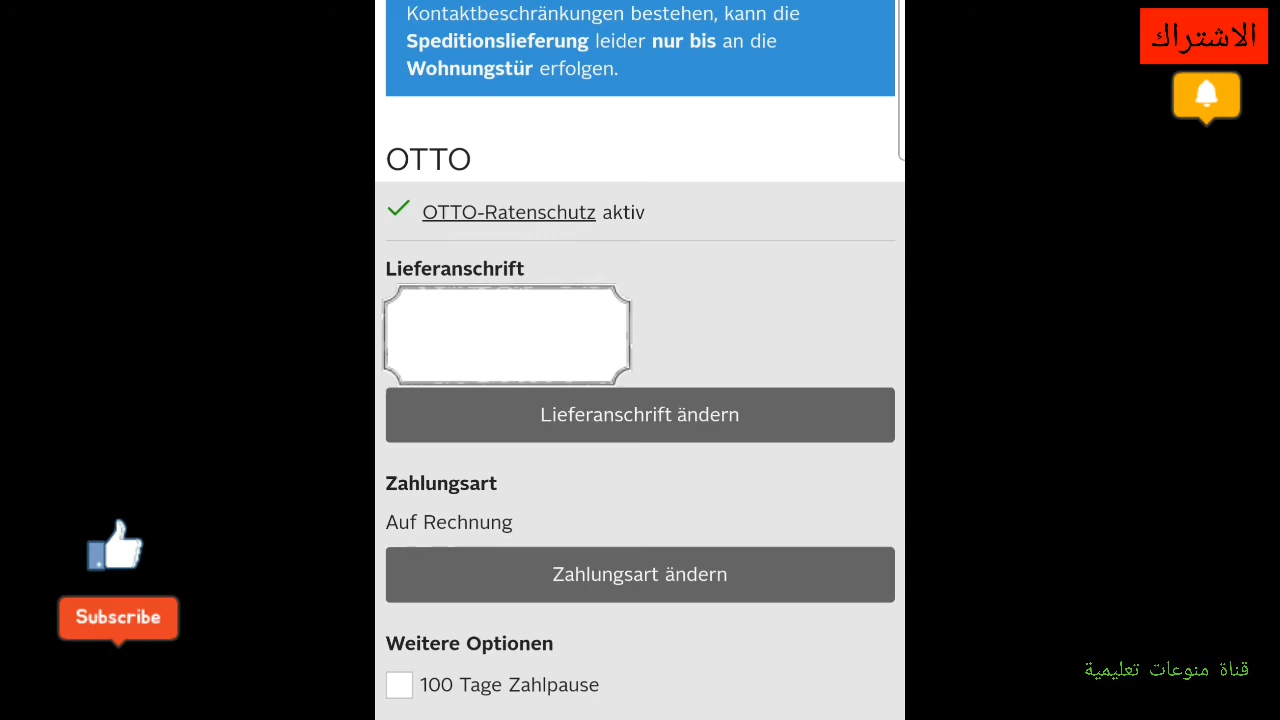 Kontaktbeschränkungen bestehen, kann die
Speditionslieferung leider nur bis an die
Wohnungstür erfolgen.
الاشتراك
OTTO
OTTO-Ratenschutz aktiv
Lieferanschrift
Lieferanschrift ändern
Zahlungsart
Auf Rechnung
Zahlungsart ändern
Subscribe
Weitere Optionen
قناة منوعات تعليمية
100 Tage Zahlpause